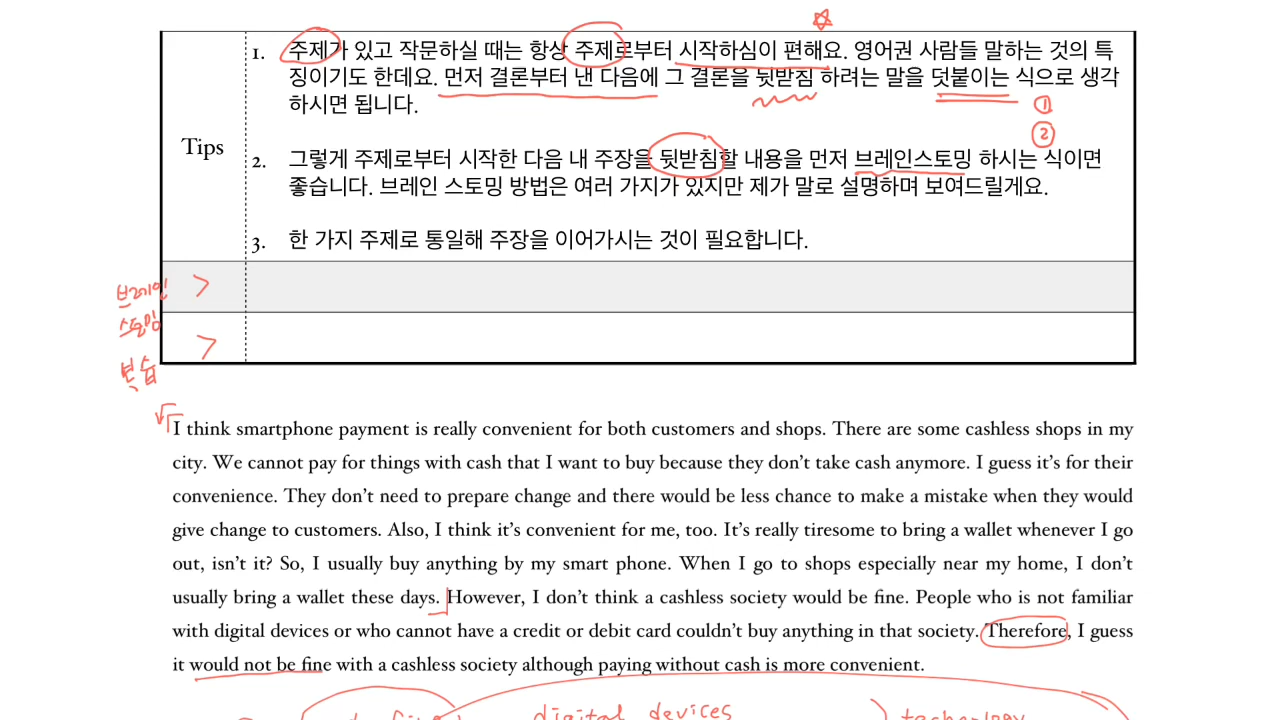 1. 주제가 있고 작문하실 때는 항상 주제로부터 시작하심이 편해요. 영어권 사람들 말하는 것의 특
징이기도 한데요. 먼저 결론부터 낸 다음에 그 결론을 뒷받침 하려는 말을 덧붙이는 식으로 생각
하시면 됩니다.
①
②
Tips
2. 그렇게 주제로부터 시작한 다음 내 주장을 뒷받침할 내용을 먼저 브레인스토밍 하시는 식이면
좋습니다. 브레인 스토밍 방법은 여러 가지가 있지만 제가 말로 설명하며 보여드릴게요.
3. 한 가지 주제로 통일해 주장을 이어가시는 것이 필요합니다.
브레인
스토밍
I think smartphone payment is really convenient for both customers and shops. There are some cashless shops in my
city. We cannot pay for things with cash that I want to buy because they don't take cash anymore. I guess it's for their
convenience. They don't need to prepare change and there would be less chance to make a mistake when they would
give change to customers. Also, I think it's convenient for me, too. It's really tiresome to bring a wallet whenever I go
out, isn't it? So, I usually buy anything by my smart phone. When I go to shops especially near my home, I don't
usually bring a wallet these days. However, I don't think a cashless society would be fine. People who is not familiar
with digital devices or who cannot have a credit or debit card couldn't buy anything in that society. Therefore, I guess
it would not be fine with a cashless society although paying without cash is more convenient.
digital devices